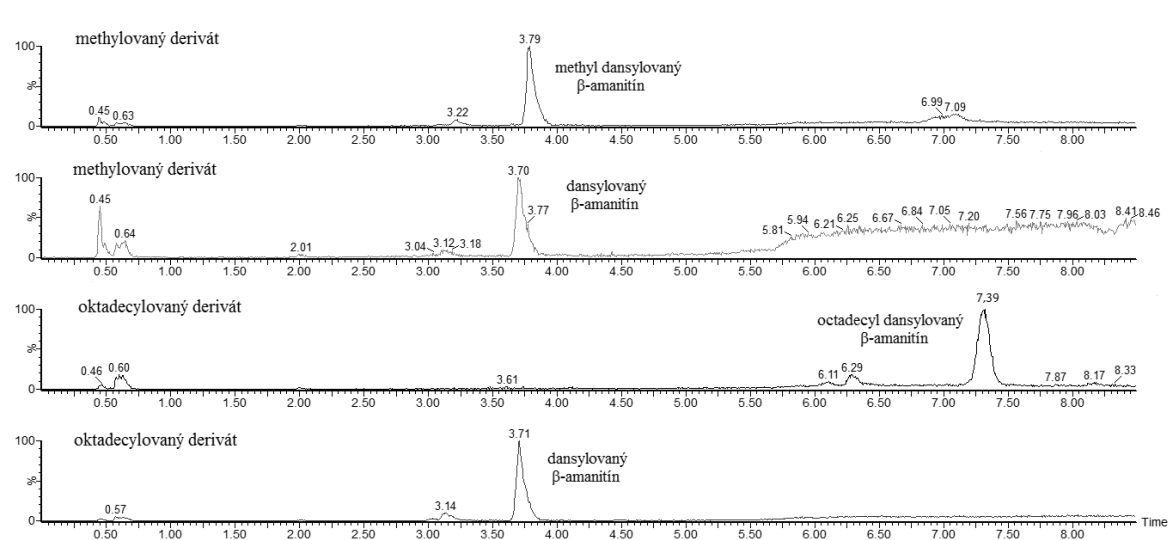 methylovaný derivát
100
3.79
methyl dansylovaný
β-amanitín
%
0.45
0.63
3.22
6.99
7.09
0
0.50 1.00 1.50 2.00 2.50 3.00 3.50 4.00 4.50 5.00 5.50 6.00 6.50 7.00 7.50 8.00
methylovaný derivát
100
3.70
dansylovaný
β-amanitín
%
0.45
0.64
2.01
3.04 3.12 3.18
3.77
5.81 5.94 6.21 6.25 6.67 6.84 7.05 7.20 7.56 7.75 7.96 8.03 8.41 8.46
0
0.50 1.00 1.50 2.00 2.50 3.00 3.50 4.00 4.50 5.00 5.50 6.00 6.50 7.00 7.50 8.00
oktadecylovaný derivát
100
7,39
octadecyl dansylovaný
β-amanitín
%
0.46 0.60
3.61
6.11 6.29
7.87 8.17 8.33
0
0.50 1.00 1.50 2.00 2.50 3.00 3.50 4.00 4.50 5.00 5.50 6.00 6.50 7.00 7.50 8.00
oktadecylovaný derivát
100
3.71
dansylovaný
β-amanitín
%
0.57
3.14
0
Time
0.50 1.00 1.50 2.00 2.50 3.00 3.50 4.00 4.50 5.00 5.50 6.00 6.50 7.00 7.50 8.00